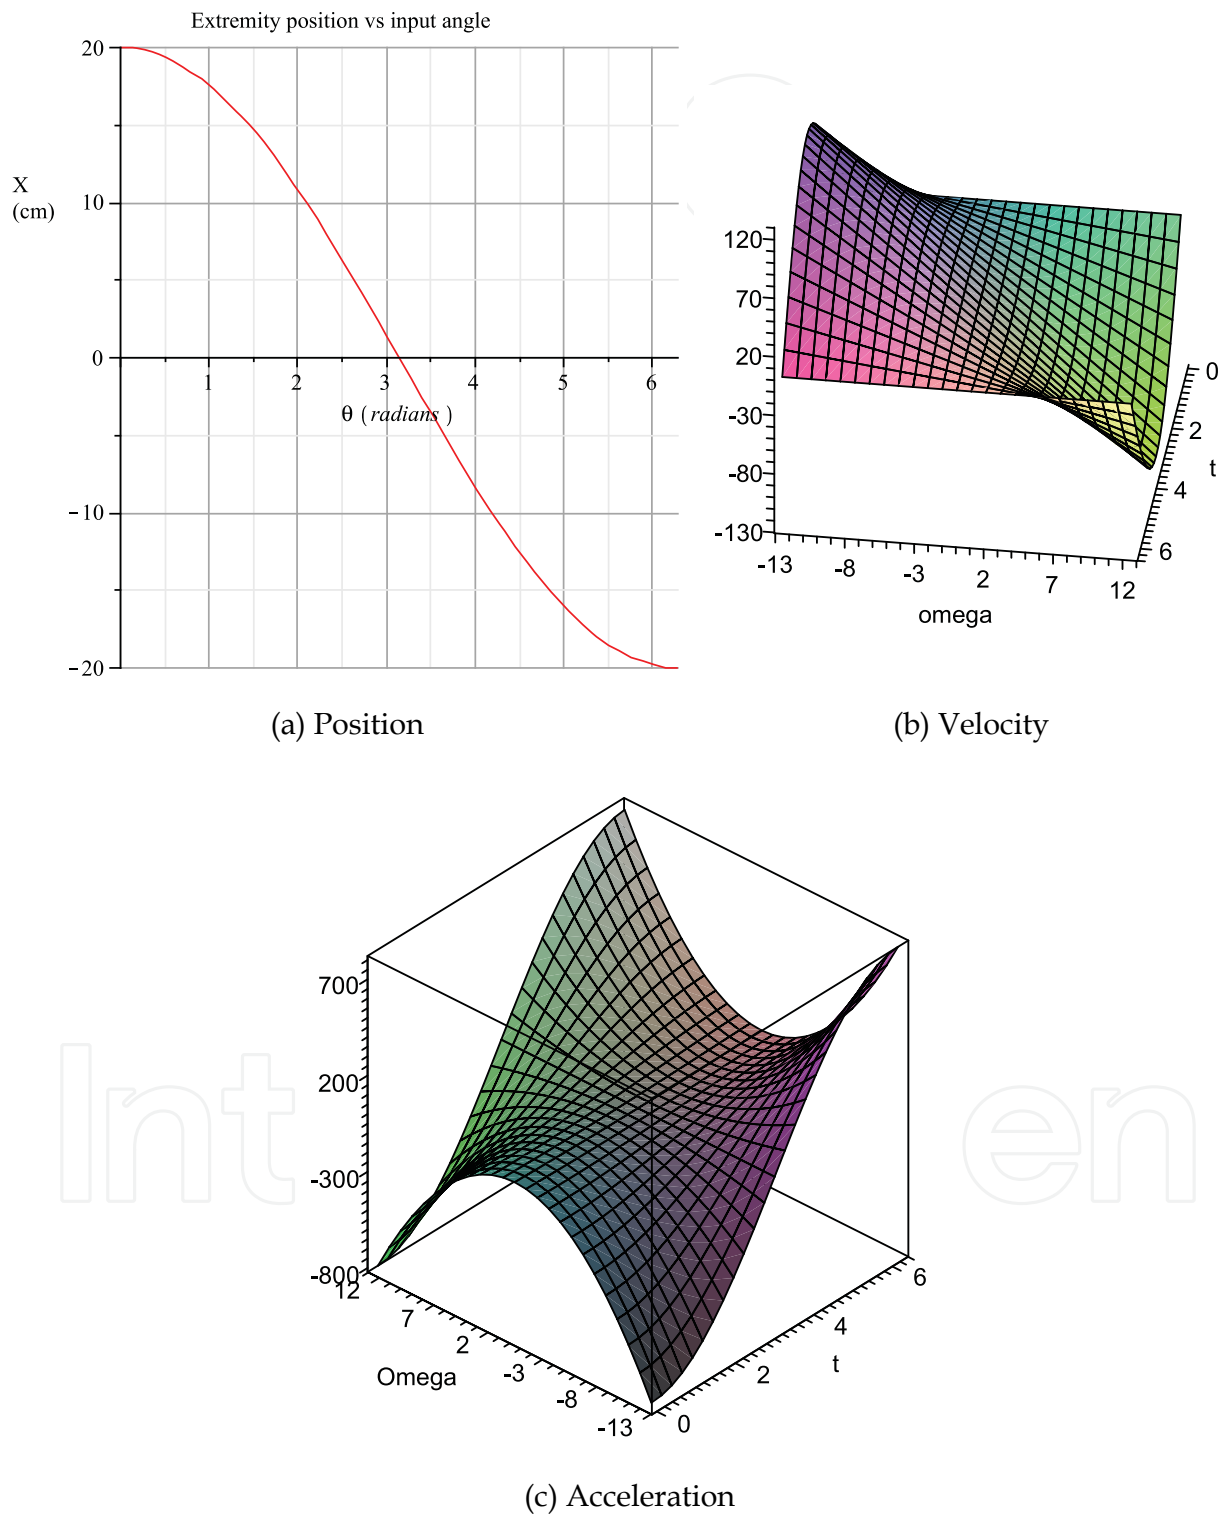 Extremity position vs input angle
20
X
(cm)
10
0
1 2 3 4 5 6
θ (radians)
−10
−20
(a) Position
120
70
20
-30
-80
-130
-13 -8 -3 2 7 12
omega
0
2
t
4
6
(b) Velocity
700
200
-300
-800
12 7 2 -3 -8 -13
Omega
0 2 4 6
t
(c) Acceleration
Int en